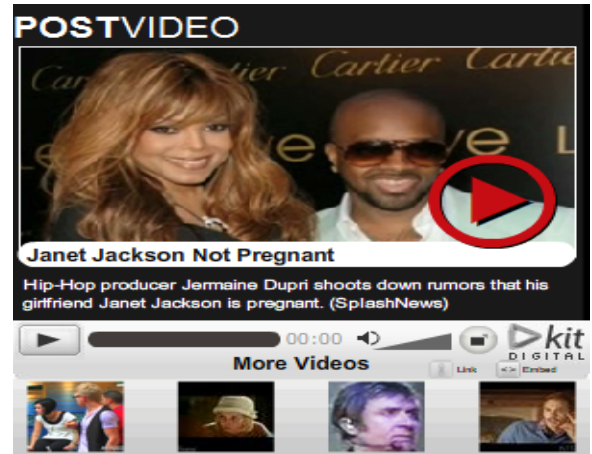 POSTVIDEO
Cartier Cartier Cartie
Janet Jackson Not Pregnant
Hip-Hop producer Jermaine Dupri shoots down rumors that his
girlfriend Janet Jackson is pregnant. (SplashNews)
00:00
kit
DIGITAL
More Videos
Link
Embed